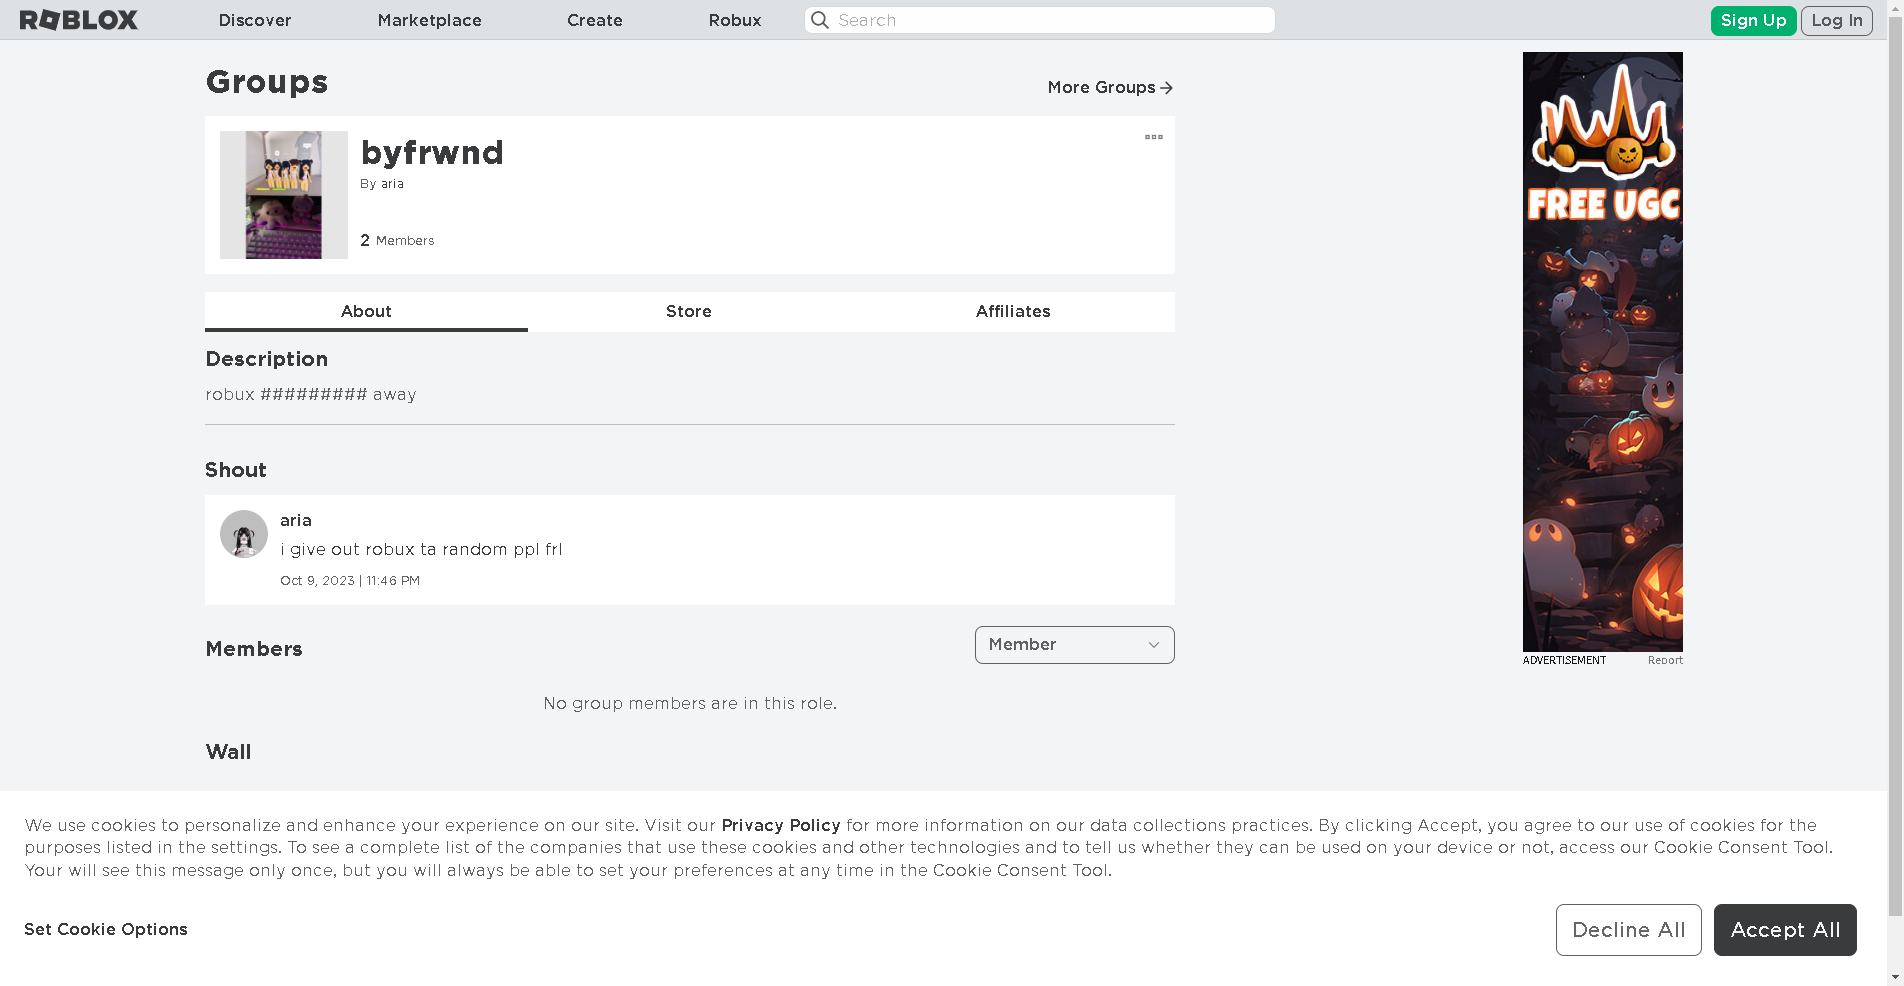 ROBLOX Discover Marketplace Create Robux Search Sign Up Log In
Groups
More Groups
byfrwnd
By aria
2 Members
About Store Affiliates
Description
robux ######### away
Shout
aria
i give out robux ta random ppl frl
Oct 9, 2023 | 11:46 PM
Members
Member
No group members are in this role.
Wall
FREE UGC
ADVERTISEMENT Report
We use cookies to personalize and enhance your experience on our site. Visit our Privacy Policy for more information on our data collections practices. By clicking Accept, you agree to our use of cookies for the
purposes listed in the settings. To see a complete list of the companies that use these cookies and other technologies and to tell us whether they can be used on your device or not, access our Cookie Consent Tool.
Your will see this message only once, but you will always be able to set your preferences at any time in the Cookie Consent Tool.
Set Cookie Options
Decline All Accept All